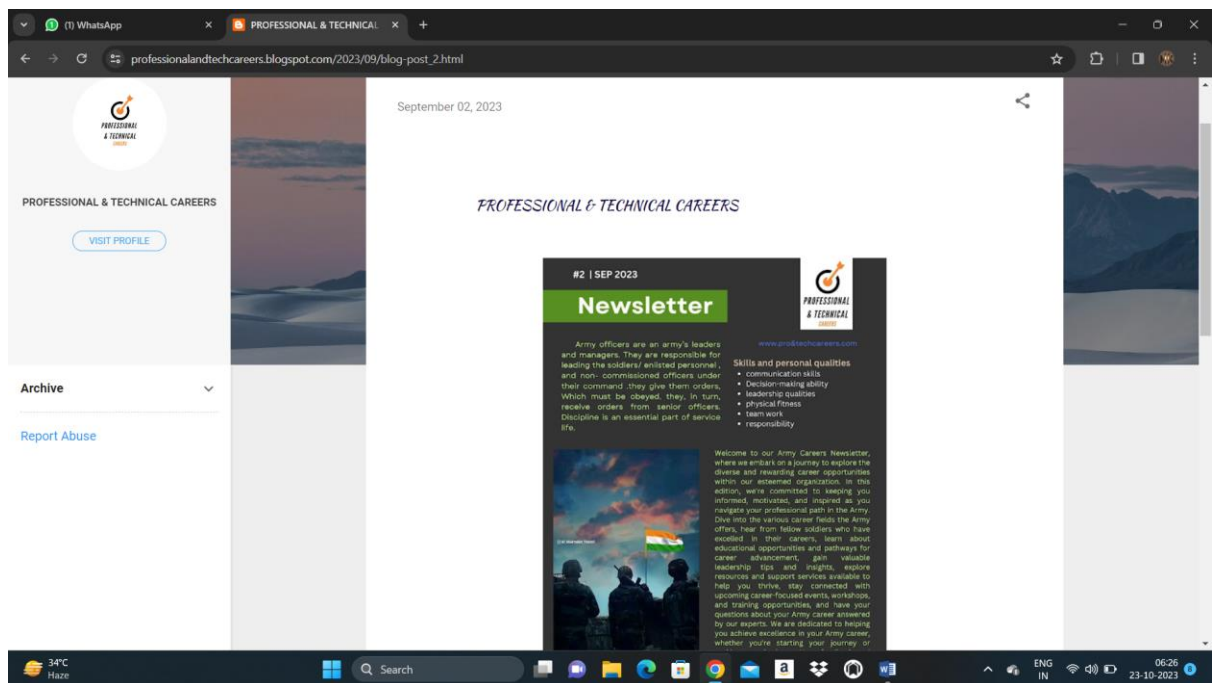 (1) WhatsApp
PROFESSIONAL & TECHNICAL
professionalandtechcareers.blogspot.com/2023/09/blog-post_2.html
PROFESSIONAL
& TECHNICAL
CAREERS
PROFESSIONAL & TECHNICAL CAREERS
VISIT PROFILE
Archive
Report Abuse
September 02, 2023
PROFESSIONAL & TECHNICAL CAREERS
#2 | SEP 2023
Newsletter
PROFESSIONAL
& TECHNICAL
CAREERS
Army officers are an army's leaders
and managers. They are responsible for
leading the soldiers/ enlisted personnel ,
and non- commissioned officers under
their command .they give them orders,
Which must be obeyed. they, in turn,
receive orders from senior officers.
Discipline is an essential part of service
life.
www.pro&techcareers.com
Skills and personal qualities
• communication skills
• Decision-making ability
• leadership qualities
• physical fitness
• team work
• responsibility
Welcome to our Army Careers Newsletter,
where we embark on a journey to explore the
diverse and rewarding career opportunities
within our esteemed organization. In this
edition, we're committed to keeping you
informed, motivated, and inspired as you
navigate your professional path in the Army.
Dive into the various career fields the Army
offers, hear from fellow soldiers who have
excelled in their careers, learn about
educational opportunities and pathways for
career advancement, gain valuable
leadership tips and insights, explore
resources and support services available to
help you thrive, stay connected with
upcoming career-focused events, workshops,
and training opportunities, and have your
questions about your Army career answered
by our experts. We are dedicated to helping
you achieve excellence in your Army career,
whether you're starting your journey or
34°C
Haze
Search
ENG
IN
06:26
23-10-2023